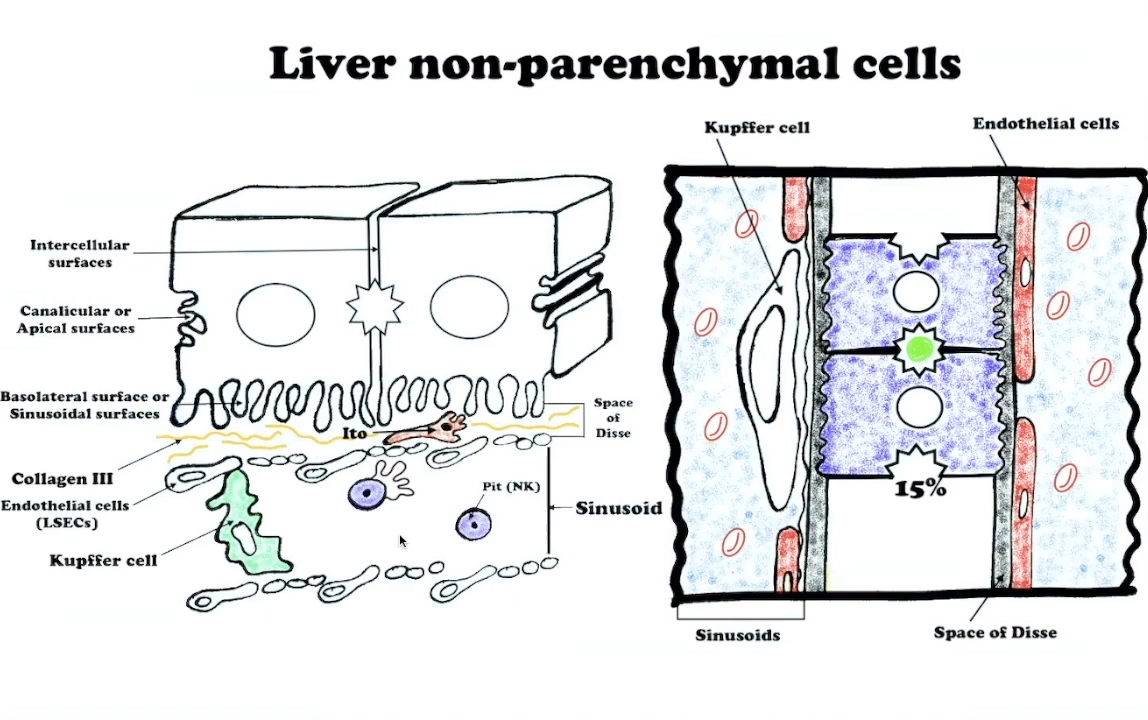 Liver non-parenchymal cells
Intercellular
surfaces
Canalicular or
Apical surfaces
Basolateral surface or
Sinusoidal surfaces
Collagen III
Endothelial cells
(LSECs)
Kupffer cell
Ito
Pit (NK)
Space
of
Disse
Sinusoid
Kupffer cell
Endothelial cells
15%
Sinusoids
Space of Disse